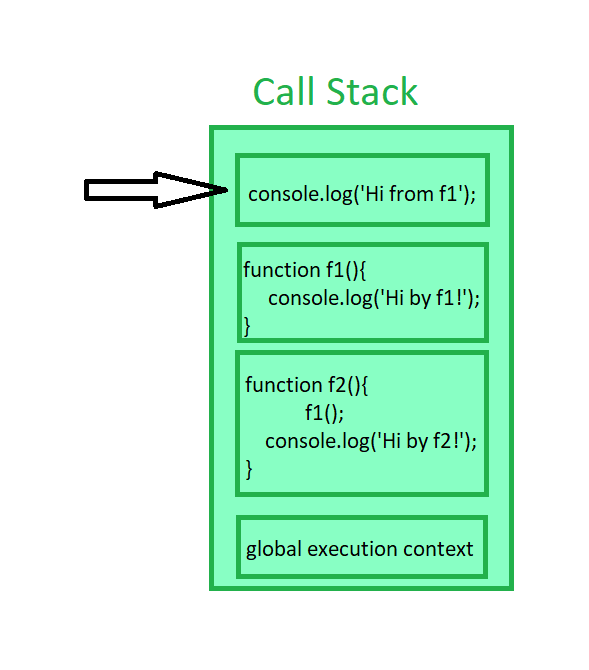 Call Stack
console.log('Hi from f1');
function f1(){
console.log('Hi by f1!');
}
function f2(){
f1();
console.log('Hi by f2!');
}
global execution context